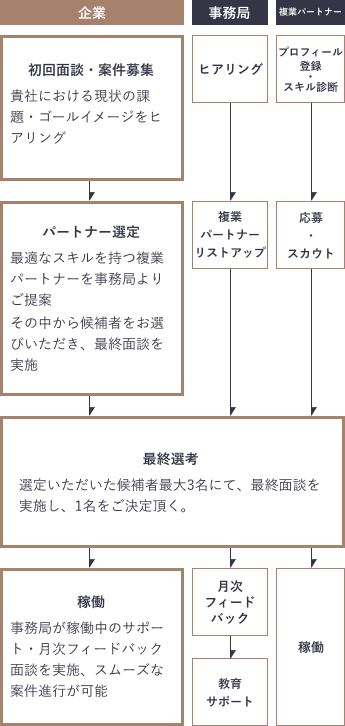 企業
事務局
複業パートナー
初回面談・案件募集
貴社における現状の課
題・ゴールイメージをヒ
アリング
ヒアリング
プロフィール
登録
・
スキル診断
パートナー選定
最適なスキルを持つ複業
パートナーを事務局より
ご提案
その中から候補者をお選
びいただき、最終面談を
実施
複業
パートナー
リストアップ
応募
・
スカウト
最終選考
選定いただいた候補者最大3名にて、最終面談を
実施し、1名をご決定頂く。
稼働
事務局が稼働中のサポー
ト・月次フィードバック
面談を実施、スムーズな
案件進行が可能
月次
フィード
バック
教育
サポート
稼働